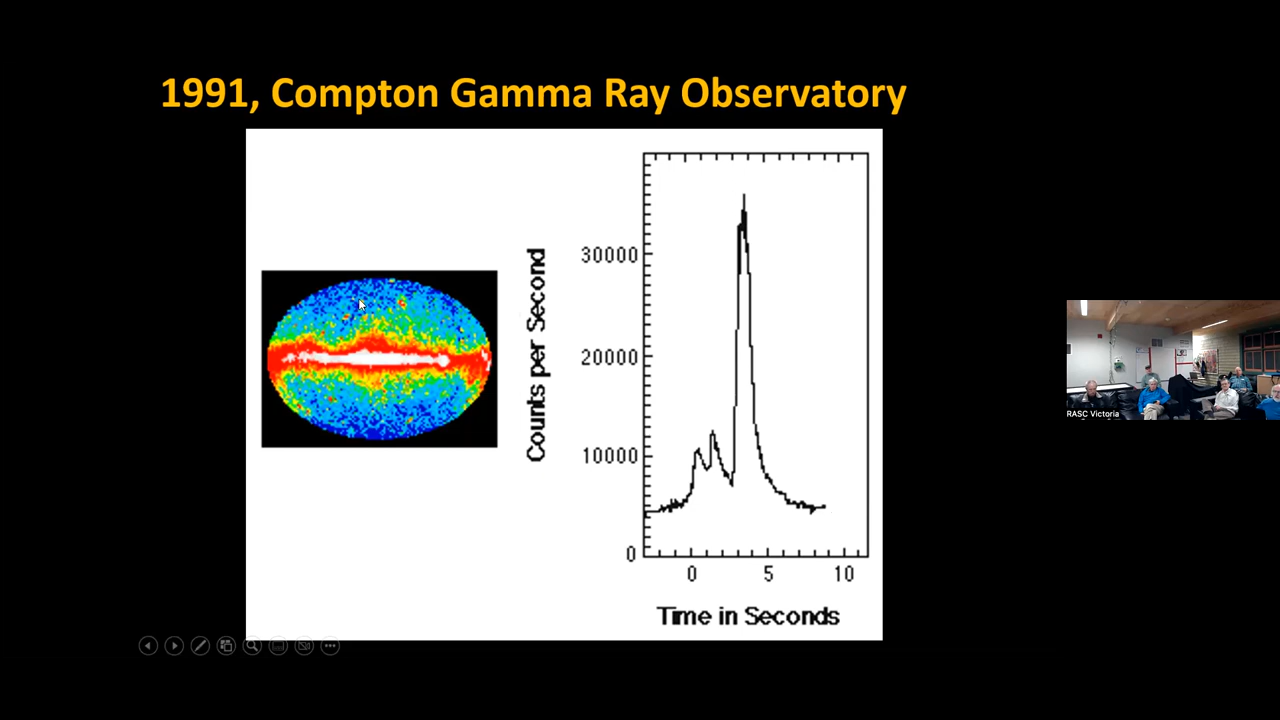 1991, Compton Gamma Ray Observatory
Counts per Second
30000
20000
10000
0
0 5 10
Time in Seconds
RASC Victoria